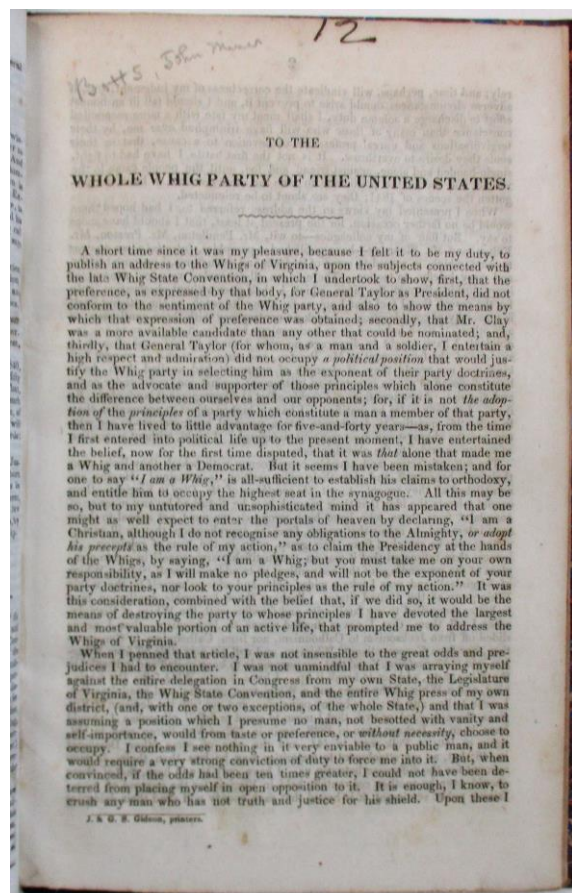 12
Botts, John Minor
TO THE
WHOLE WHIG PARTY OF THE UNITED STATES.
A short time since it was my pleasure, because I felt it to be my duty, to
publish an address to the Whigs of Virginia, upon the subjects connected with
the late Whig State Convention, in which I undertook to show, first, that the
preference, as expressed by that body, for General Taylor as President, did not
conform to the sentiment of the Whig party, and also to show the means by
which that expression of preference was obtained; secondly, that Mr. Clay
was a more available candidate than any other that could be nominated; and,
thirdly, that General Taylor (for whom, as a man and a soldier, I entertain a
high respect and admiration) did not occupy a political position that would jus-
tify the Whig party in selecting him as the exponent of their party doctrines,
and as the advocate and supporter of those principles which alone constitute
the difference between ourselves and our opponents; for, if it is not the adop-
tion of the principles of a party which constitute a man a member of that party,
then I have lived to little advantage for five-and-forty years—as, from the time
I first entered into political life up to the present moment, I have entertained
the belief, now for the first time disputed, that it was that alone that made me
a Whig and another a Democrat. But it seems I have been mistaken; and for
one to say "I am a Whig," is all-sufficient to establish his claims to orthodoxy,
and entitle him to occupy the highest seat in the synagogue. All this may be
so, but to my untutored and unsophisticated mind it has appeared that one
might as well expect to enter the portals of heaven by declaring, "I am a
Christian, although I do not recognise any obligations to the Almighty, or adopt
his precepts as the rule of my action," as to claim the Presidency at the hands
of the Whigs, by saying, "I am a Whig; but you must take me on your own
responsibility, as I will make no pledges, and will not be the exponent of your
party doctrines, nor look to your principles as the rule of my action." It was
this consideration, combined with the belief that, if we did so, it would be the
means of destroying the party to whose principles I have devoted the largest
and most valuable portion of an active life, that prompted me to address the
Whigs of Virginia.
When I penned that article, I was not insensible to the great odds and pre-
judices I had to encounter. I was not unmindful that I was arraying myself
against the entire delegation in Congress from my own State, the Legislature
of Virginia, the Whig State Convention, and the entire Whig press of my own
district, (and, with one or two exceptions, of the whole State,) and that I was
assuming a position which I presume no man, not besotted with vanity and
self-importance, would from taste or preference, or without necessity, choose to
occupy. I confess I see nothing in it very enviable to a public man, and it
would require a very strong conviction of duty to force me into it. But, when
convinced, if the odds had been ten times greater, I could not have been de-
terred from placing myself in open opposition to it. It is enough, I know, to
crush any man who has not truth and justice for his shield. Upon these I
J. & G. S. Gideon, printers.